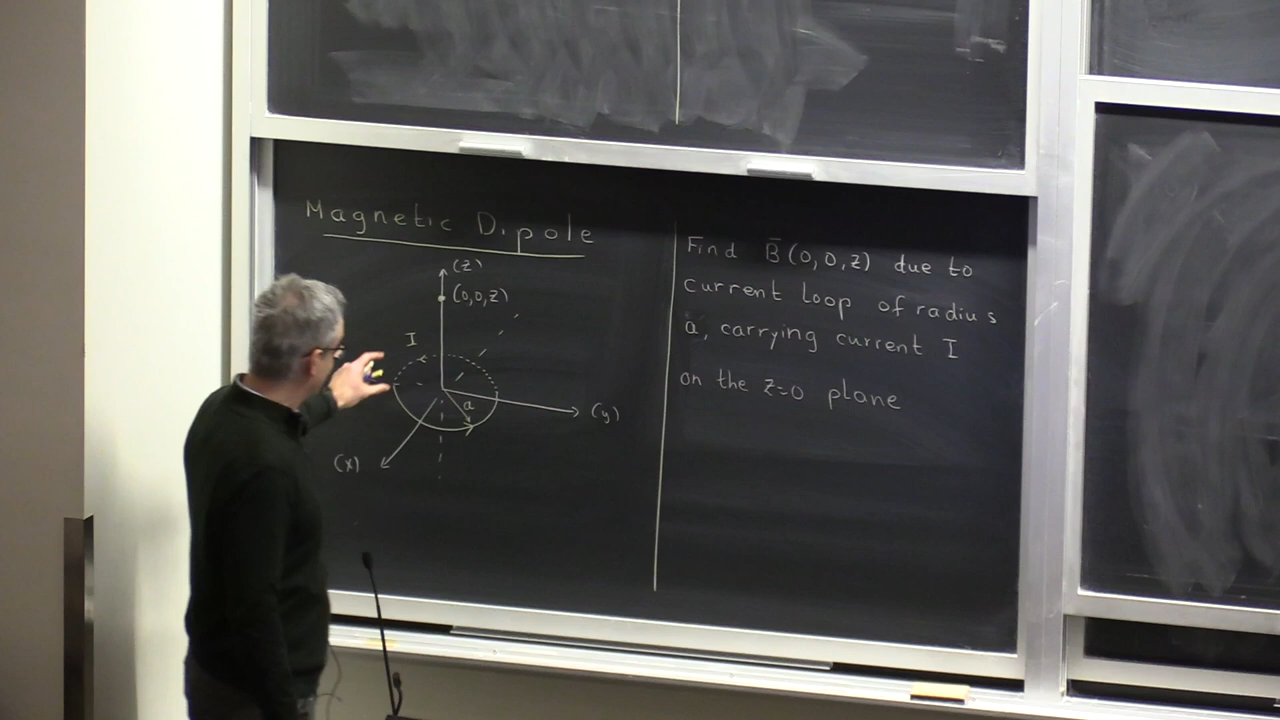 Magnetic Dipole
(z)
(0,0,z)
I
a
(y)
(x)
Find B̄(0,0,z) due to
current loop of radius
a, carrying current I
on the z=0 plane